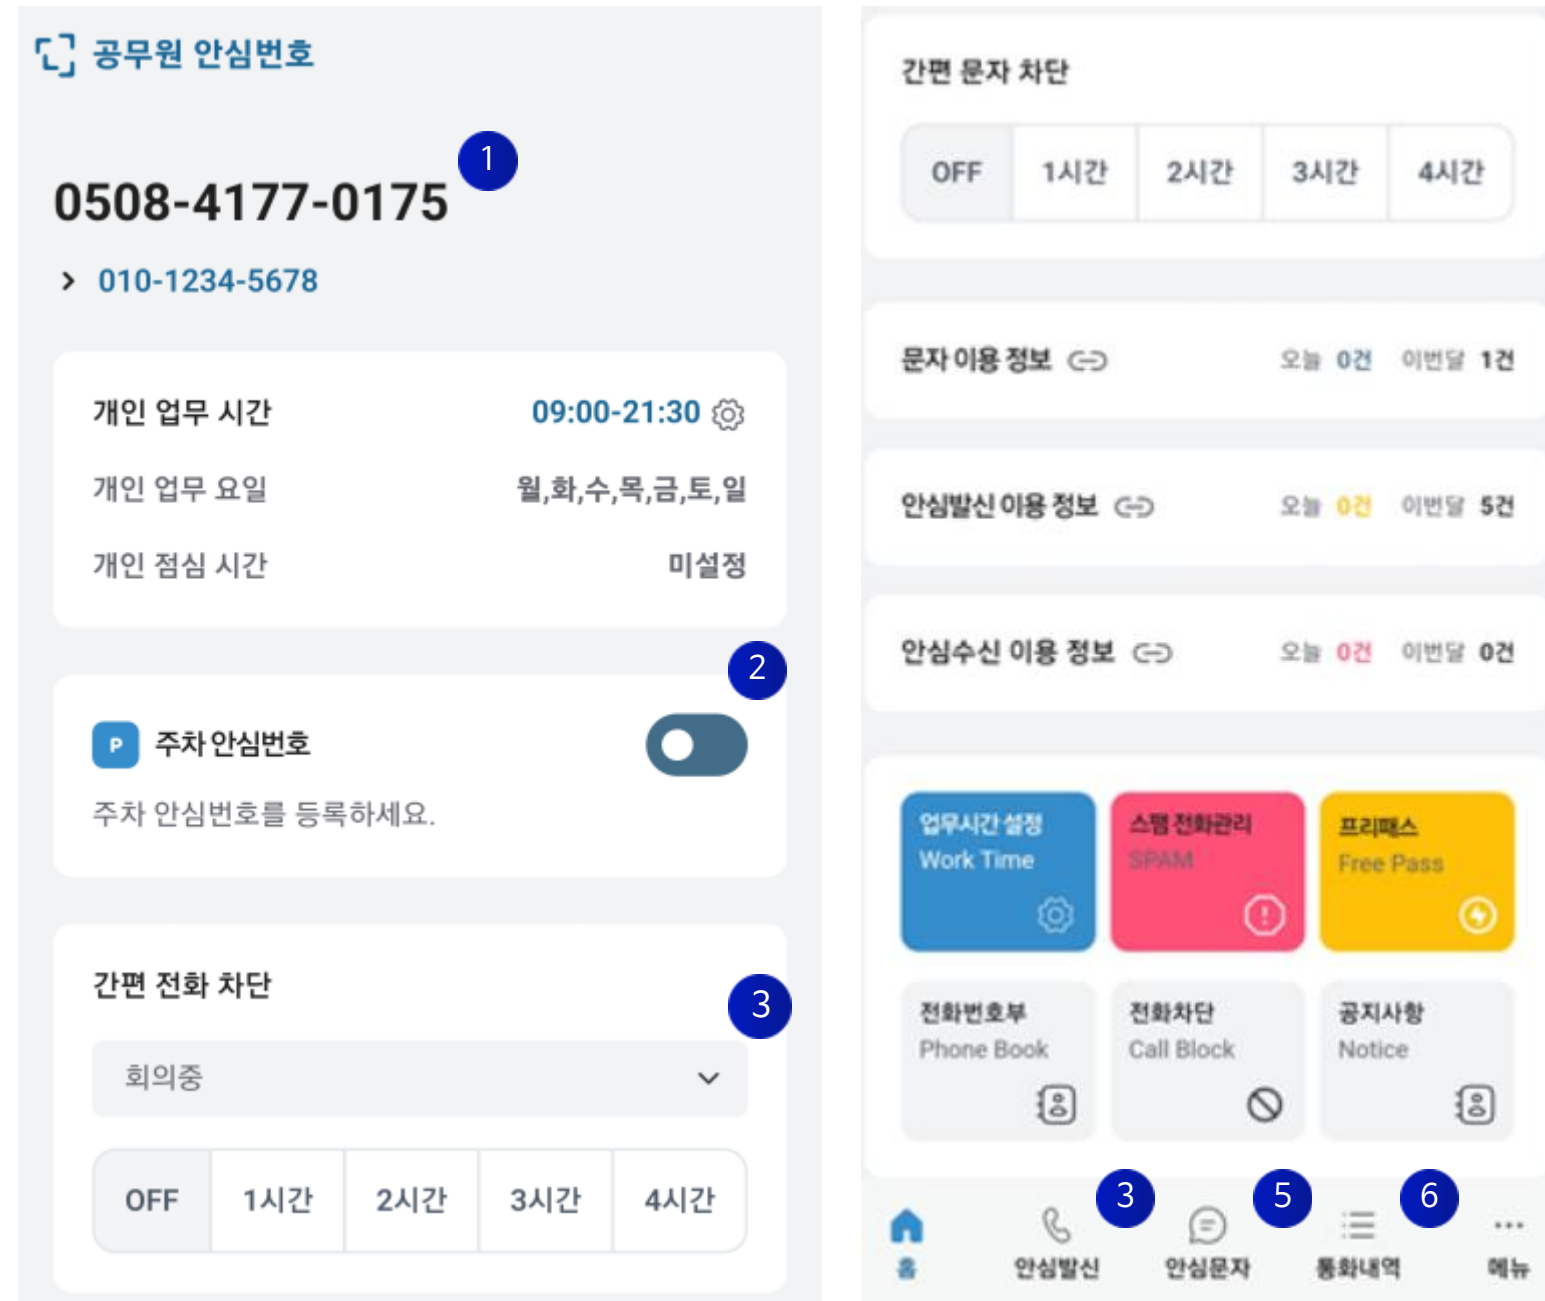 공무원 안심번호
1
0508-4177-0175
010-1234-5678
개인 업무 시간 09:00-21:30
개인 업무 요일 월,화,수,목,금,토,일
개인 점심 시간 미설정
2
P 주차 안심번호
주차 안심번호를 등록하세요.
간편 전화 차단
3
회의중
OFF 1시간 2시간 3시간 4시간
간편 문자 차단
OFF 1시간 2시간 3시간 4시간
문자 이용 정보 오늘 0건 이번달 1건
안심발신 이용 정보 오늘 0건 이번달 5건
안심수신 이용 정보 오늘 0건 이번달 0건
업무시간 설정 스팸 전화관리 프리패스
Work Time SPAM Free Pass
전화번호부 전화차단 공지사항
Phone Book Call Block Notice
3 5 6
홈 안심발신 안심문자 통화내역 메뉴